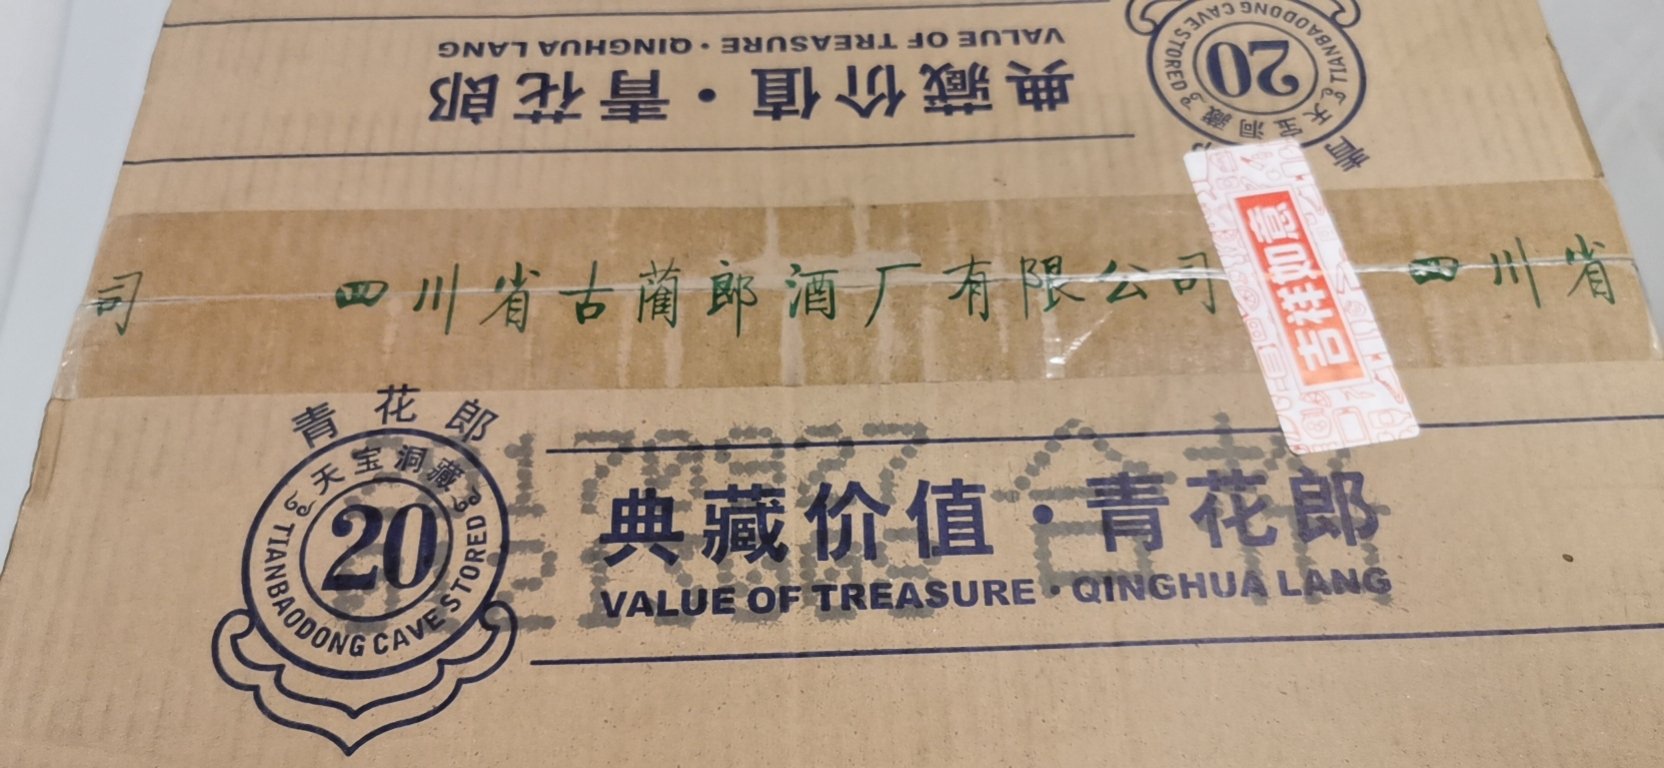 VALUE OF TREASURE · QINGHUA LANG
典藏价值·青花郎
20
TIANBAODONG CAVE STORED
天宝洞藏
司 四川省古蔺郎酒厂有限公司 四川省
吉祥如意
青花郎
天宝洞藏
20
TIANBAODONG CAVE STORED
典藏价值·青花郎
VALUE OF TREASURE · QINGHUA LANG